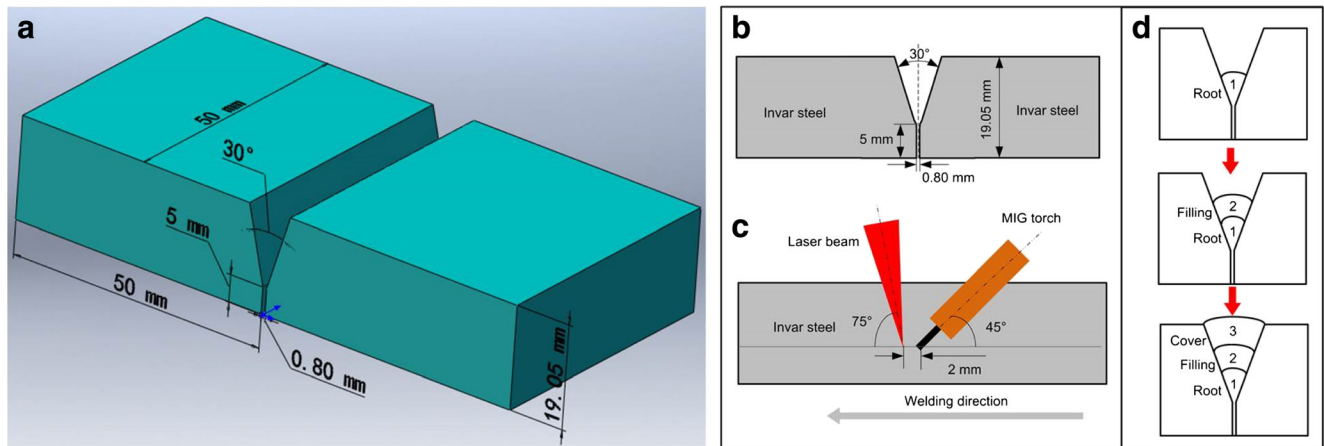 a
50 mm
30°
5 mm
50 mm
0.80 mm
19.05 mm
b
30°
Invar steel
Invar steel
19.05 mm
5 mm
0.80 mm
c
Laser beam
MIG torch
Invar steel
75°
45°
2 mm
Welding direction
d
1
Root
2
Filling
1
Root
3
Cover
2
Filling
1
Root